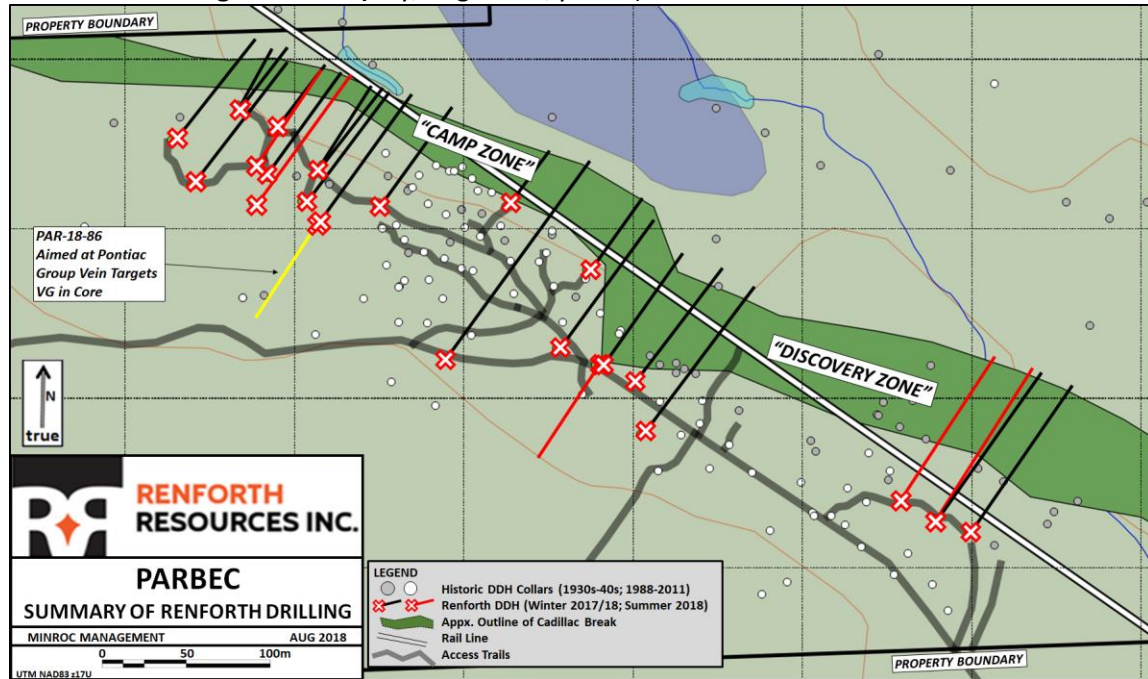 PROPERTY BOUNDARY
"CAMP ZONE"
PAR-18-86
Aimed at Pontiac
Group Vein Targets
VG in Core
"DISCOVERY ZONE"
N
true
RENFORTH
RESOURCES INC.
PARBEC
SUMMARY OF RENFORTH DRILLING
MINROC MANAGEMENT AUG 2018
0 50 100m
UTM NAD83 z17U
LEGEND
Historic DDH Collars (1930s-40s; 1988-2011)
Renforth DDH (Winter 2017/18; Summer 2018)
Appx. Outline of Cadillac Break
Rail Line
Access Trails
PROPERTY BOUNDARY